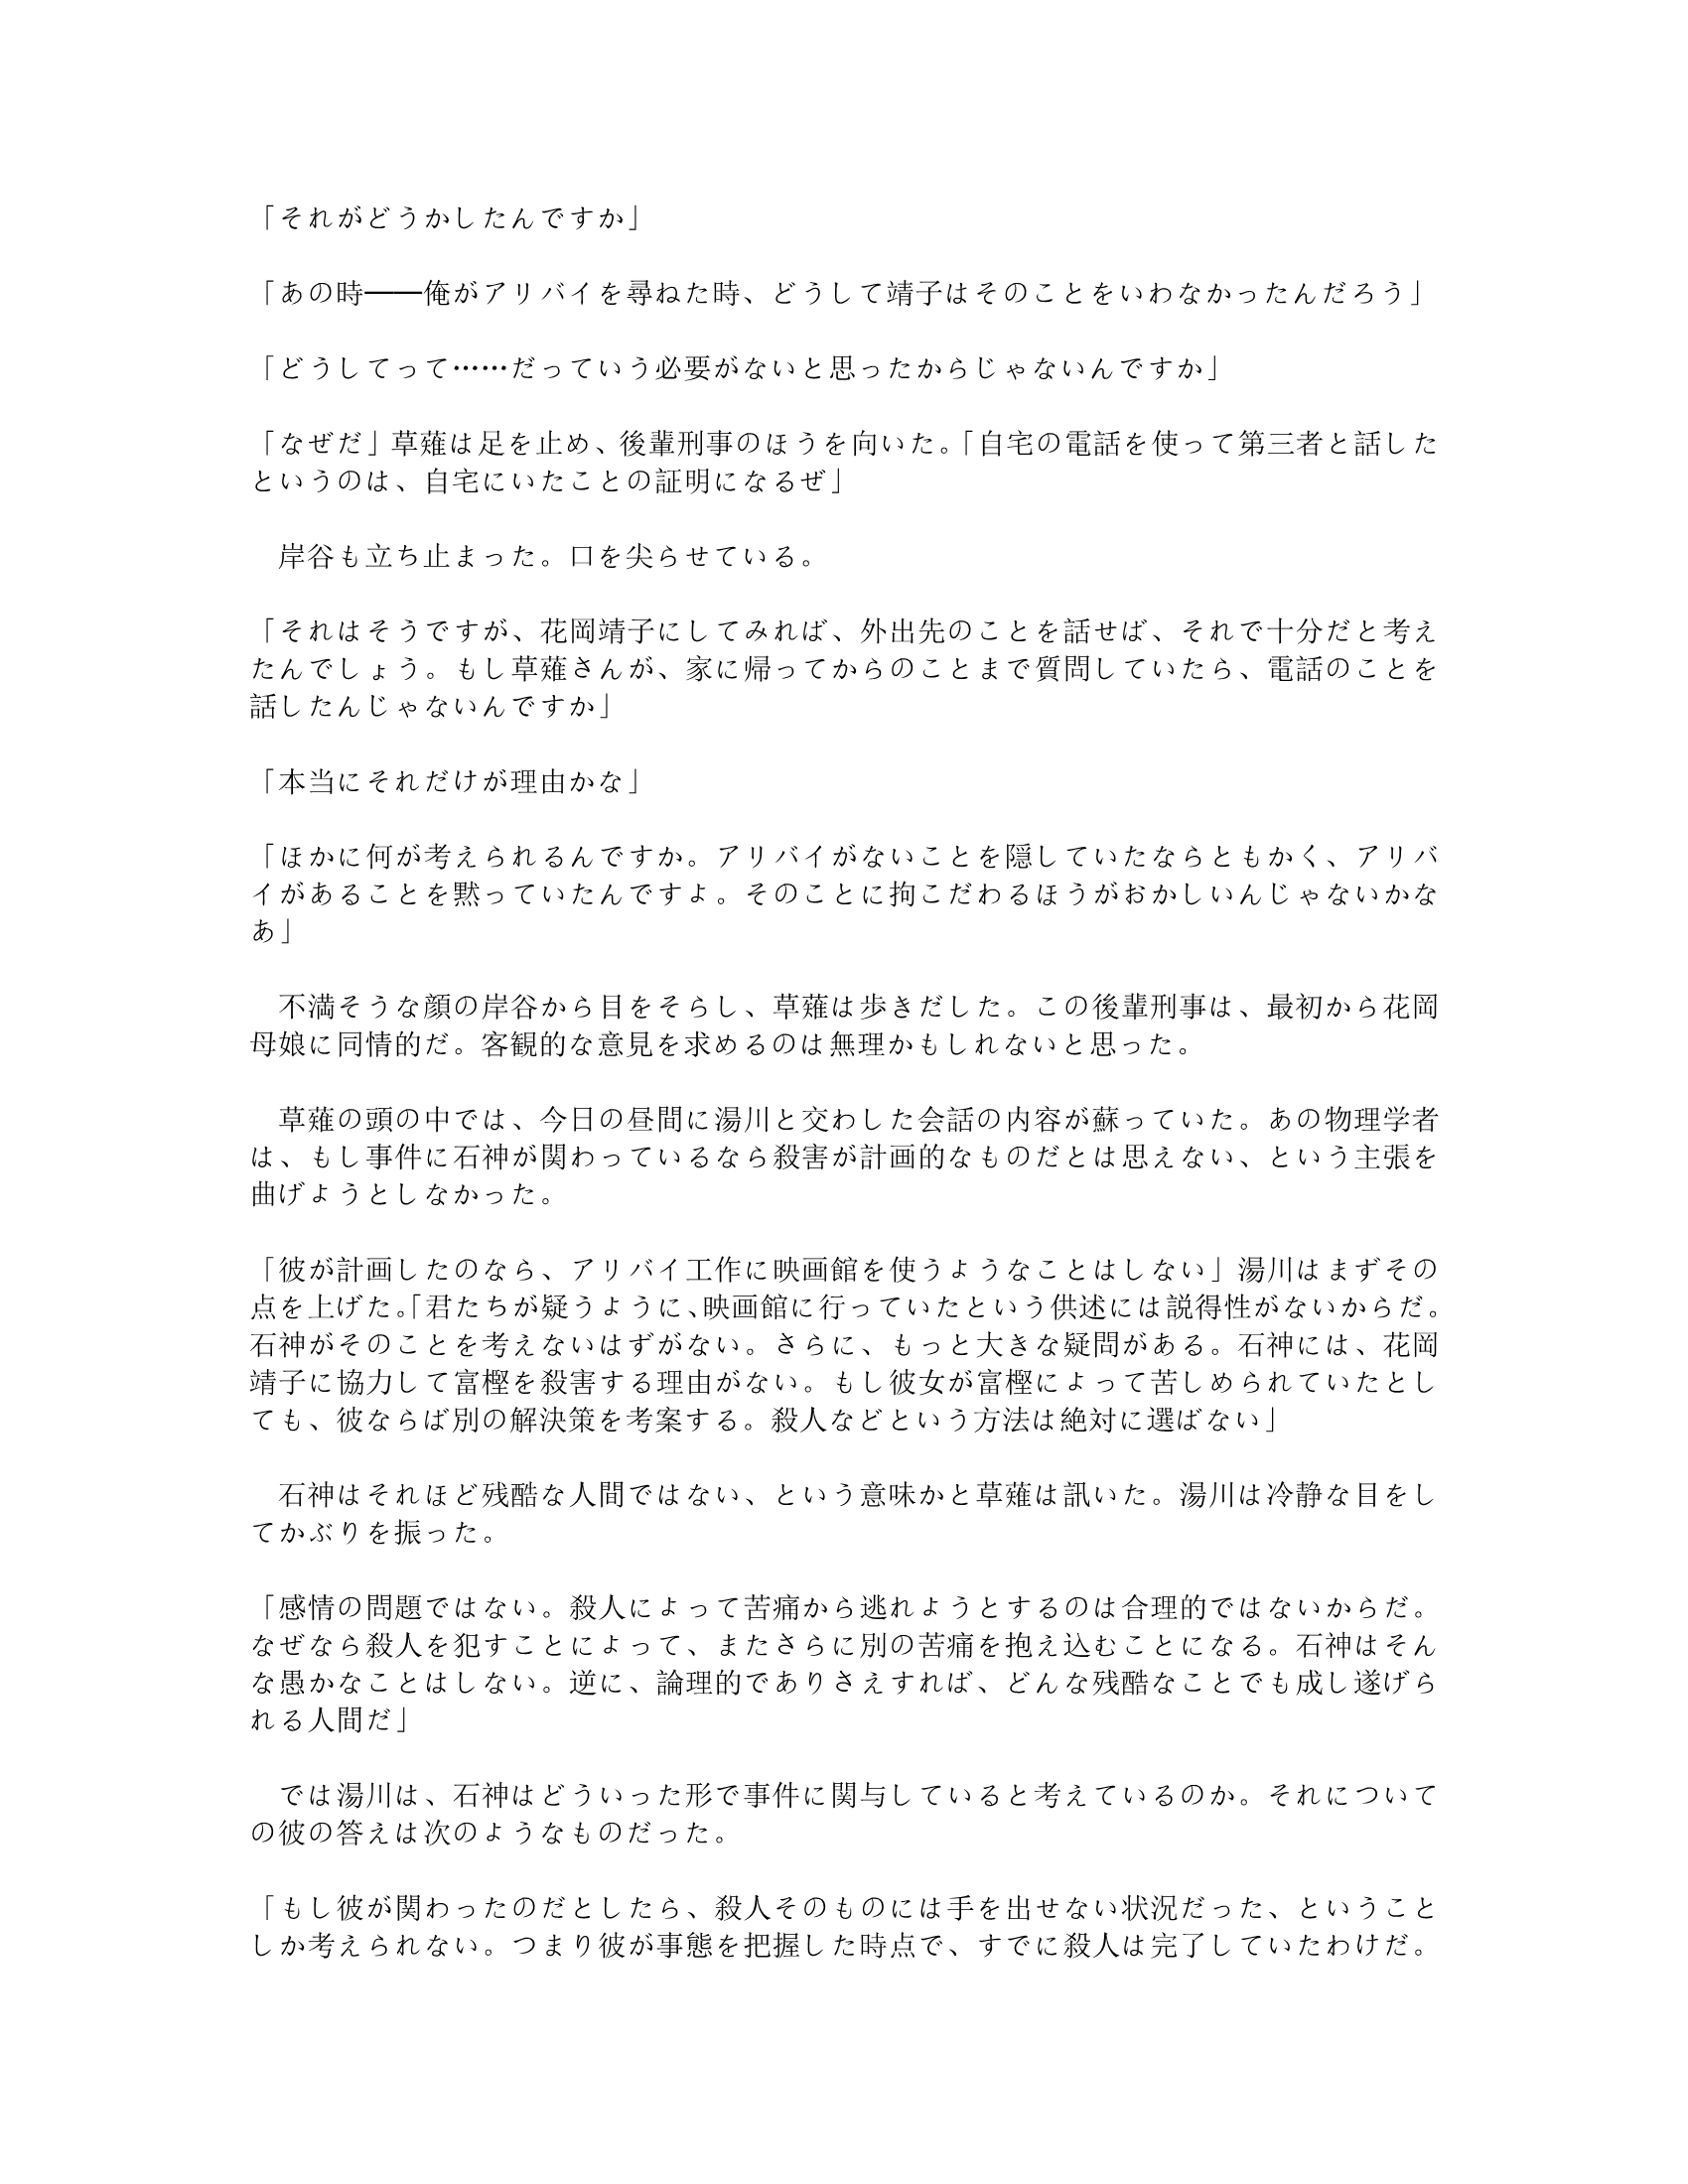 「それがどうかしたんですか」
「あの時――俺がアリバイを尋ねた時、どうして靖子はそのことをいわなかったんだろう」
「どうしてって……だっていう必要がないと思ったからじゃないんですか」
「なぜだ」草薙は足を止め、後輩刑事のほうを向いた。「自宅の電話を使って第三者と話した
というのは、自宅にいたことの証明になるぜ」
　岸谷も立ち止まった。口を尖らせている。
「それはそうですが、花岡靖子にしてみれば、外出先のことを話せば、それで十分だと考え
たんでしょう。もし草薙さんが、家に帰ってからのことまで質問していたら、電話のことを
話したんじゃないんですか」
「本当にそれだけが理由かな」
「ほかに何が考えられるんですか。アリバイがないことを隠していたならともかく、アリバ
イがあることを黙っていたんですよ。そのことに拘こだわるほうがおかしいんじゃないかな
あ」
　不満そうな顔の岸谷から目をそらし、草薙は歩きだした。この後輩刑事は、最初から花岡
母娘に同情的だ。客観的な意見を求めるのは無理かもしれないと思った。
　草薙の頭の中では、今日の昼間に湯川と交わした会話の内容が蘇っていた。あの物理学者
は、もし事件に石神が関わっているなら殺害が計画的なものだとは思えない、という主張を
曲げようとしなかった。
「彼が計画したのなら、アリバイ工作に映画館を使うようなことはしない」湯川はまずその
点を上げた。「君たちが疑うように、映画館に行っていたという供述には説得性がないからだ。
石神がそのことを考えないはずがない。さらに、もっと大きな疑問がある。石神には、花岡
靖子に協力して富樫を殺害する理由がない。もし彼女が富樫によって苦しめられていたとし
ても、彼ならば別の解決策を考案する。殺人などという方法は絶対に選ばない」
　石神はそれほど残酷な人間ではない、という意味かと草薙は訊いた。湯川は冷静な目をし
てかぶりを振った。
「感情の問題ではない。殺人によって苦痛から逃れようとするのは合理的ではないからだ。
なぜなら殺人を犯すことによって、またさらに別の苦痛を抱え込むことになる。石神はそん
な愚かなことはしない。逆に、論理的でありさえすれば、どんな残酷なことでも成し遂げら
れる人間だ」
　では湯川は、石神はどういった形で事件に関与していると考えているのか。それについて
の彼の答えは次のようなものだった。
「もし彼が関わったのだとしたら、殺人そのものには手を出せない状況だった、ということ
しか考えられない。つまり彼が事態を把握した時点で、すでに殺人は完了していたわけだ。